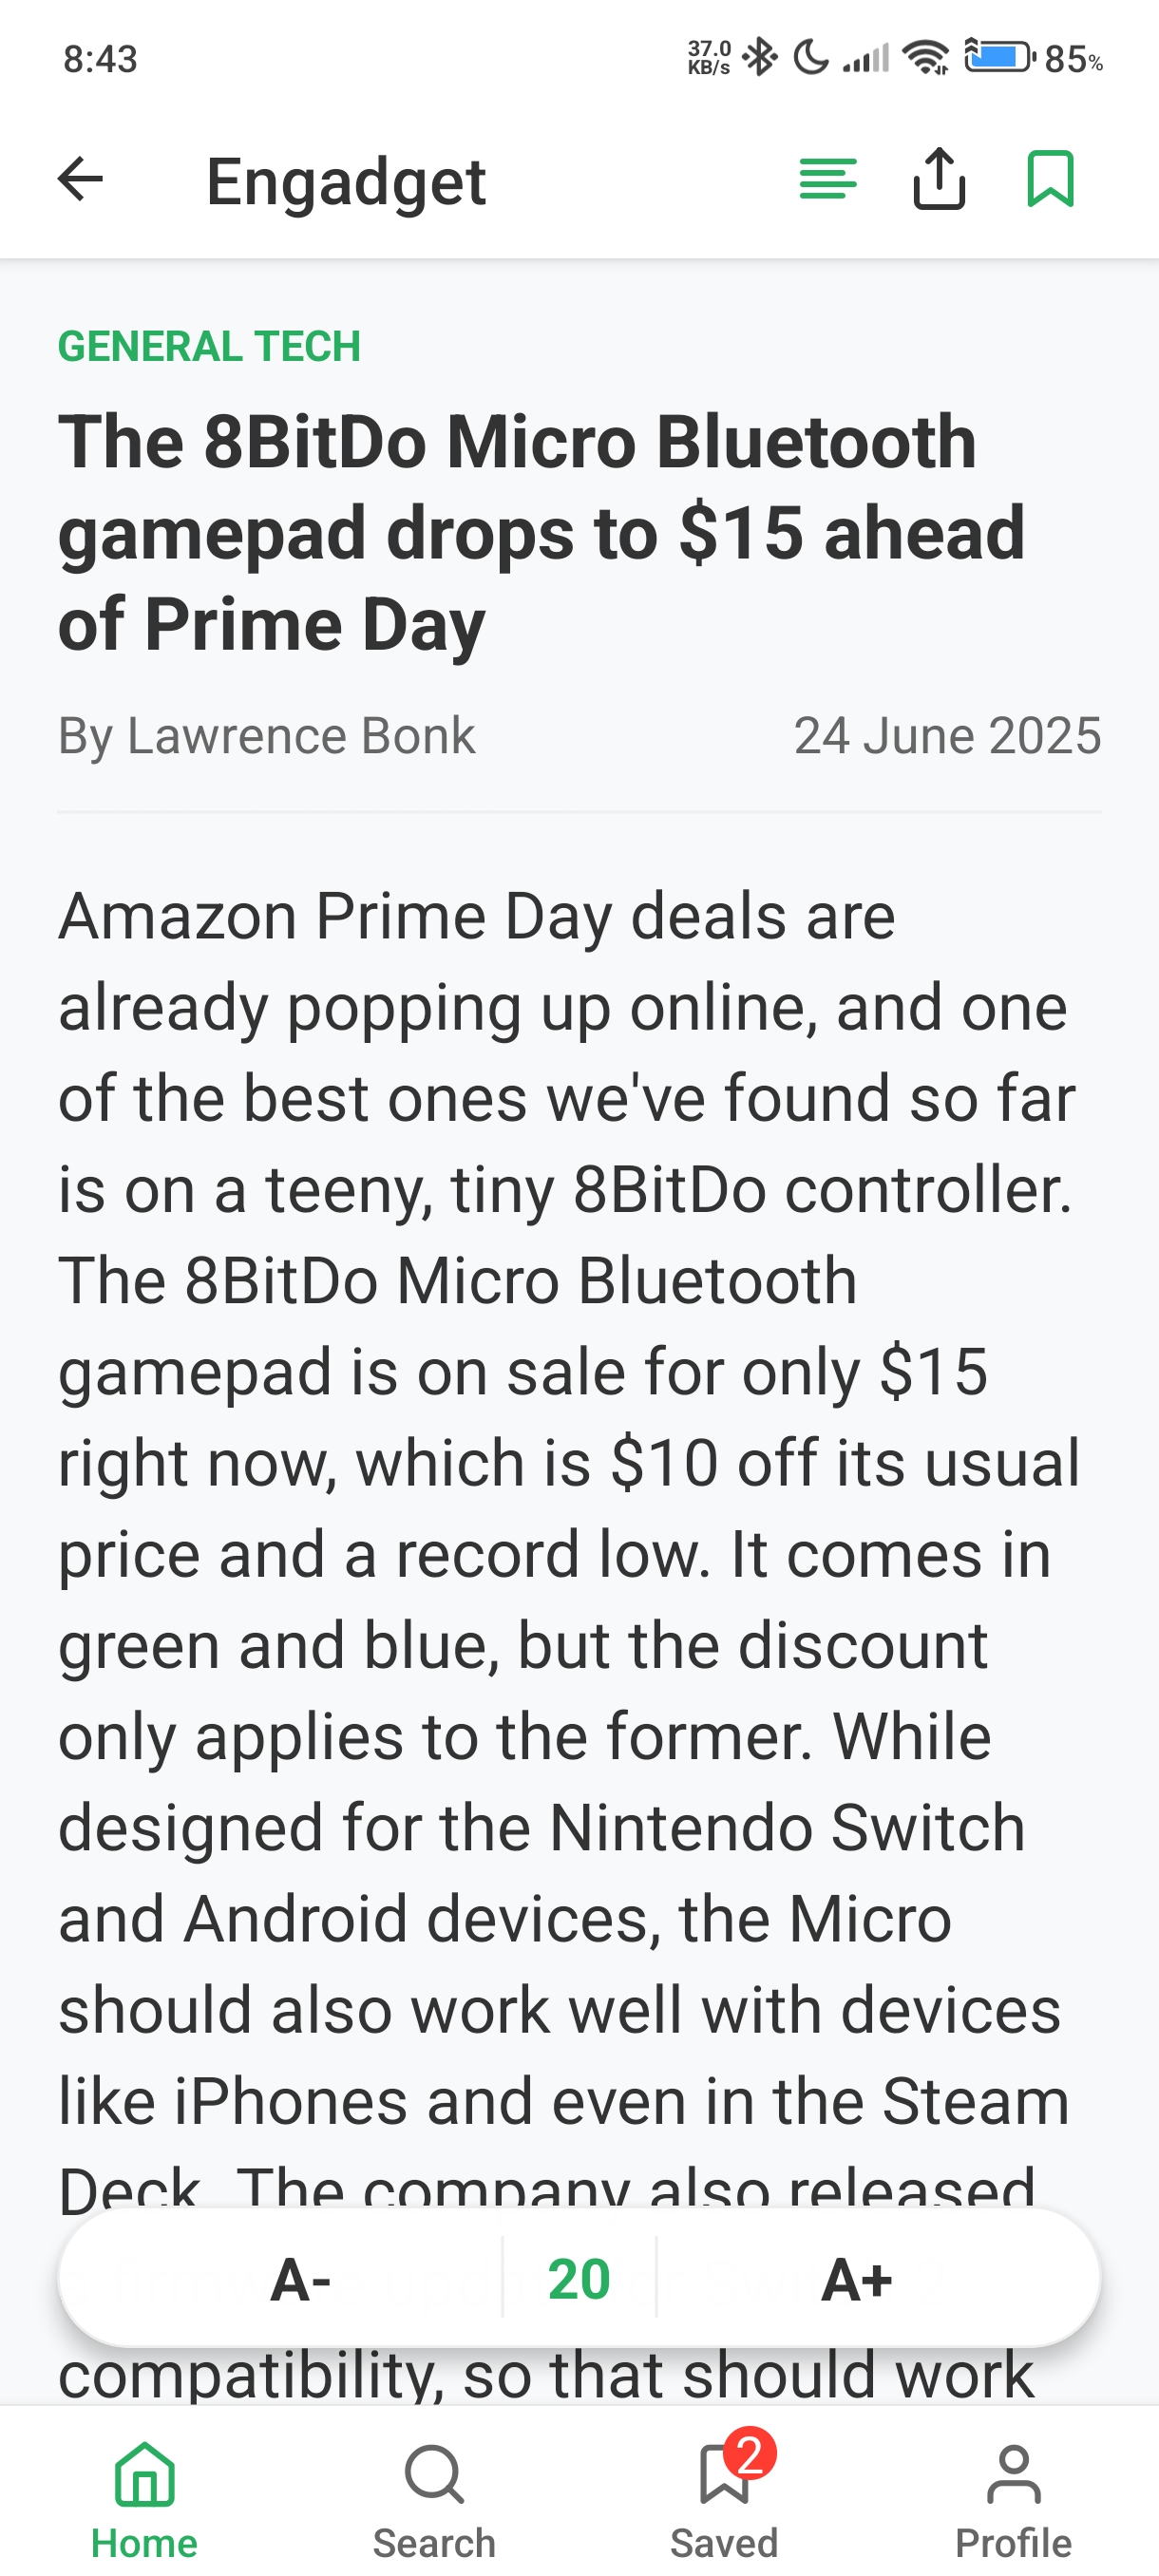 8:43
37.0
KB/s
85%
Engadget
GENERAL TECH
The 8BitDo Micro Bluetooth
gamepad drops to $15 ahead
of Prime Day
By Lawrence Bonk
24 June 2025
Amazon Prime Day deals are
already popping up online, and one
of the best ones we've found so far
is on a teeny, tiny 8BitDo controller.
The 8BitDo Micro Bluetooth
gamepad is on sale for only $15
right now, which is $10 off its usual
price and a record low. It comes in
green and blue, but the discount
only applies to the former. While
designed for the Nintendo Switch
and Android devices, the Micro
should also work well with devices
like iPhones and even in the Steam
Deck. The company also released
A- 20 A+
compatibility, so that should work
2
Home Search Saved Profile